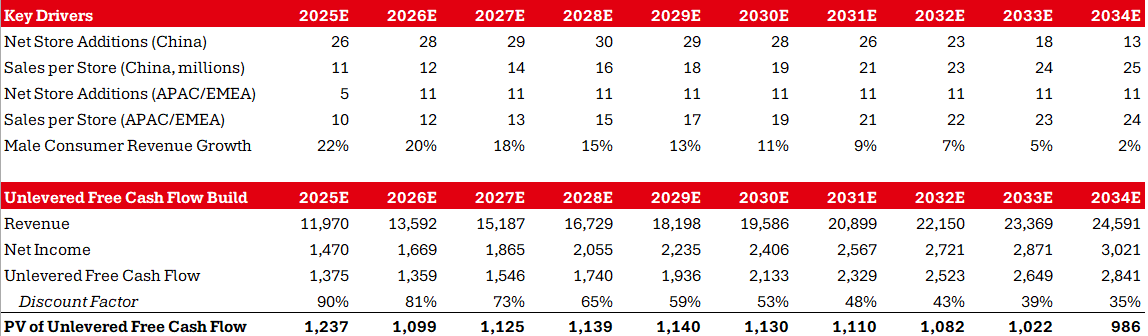 Key Drivers 2025E 2026E 2027E 2028E 2029E 2030E 2031E 2032E 2033E 2034E
Net Store Additions (China) 26 28 29 30 29 28 26 23 18 13
Sales per Store (China, millions) 11 12 14 16 18 19 21 23 24 25
Net Store Additions (APAC/EMEA) 5 11 11 11 11 11 11 11 11 11
Sales per Store (APAC/EMEA) 10 12 13 15 17 19 21 22 23 24
Male Consumer Revenue Growth 22% 20% 18% 15% 13% 11% 9% 7% 5% 2%
Unlevered Free Cash Flow Build 2025E 2026E 2027E 2028E 2029E 2030E 2031E 2032E 2033E 2034E
Revenue 11,970 13,592 15,187 16,729 18,198 19,586 20,899 22,150 23,369 24,591
Net Income 1,470 1,669 1,865 2,055 2,235 2,406 2,567 2,721 2,871 3,021
Unlevered Free Cash Flow 1,375 1,359 1,546 1,740 1,936 2,133 2,329 2,523 2,649 2,841
Discount Factor 90% 81% 73% 65% 59% 53% 48% 43% 39% 35%
PV of Unlevered Free Cash Flow 1,237 1,099 1,125 1,139 1,140 1,130 1,110 1,082 1,022 986